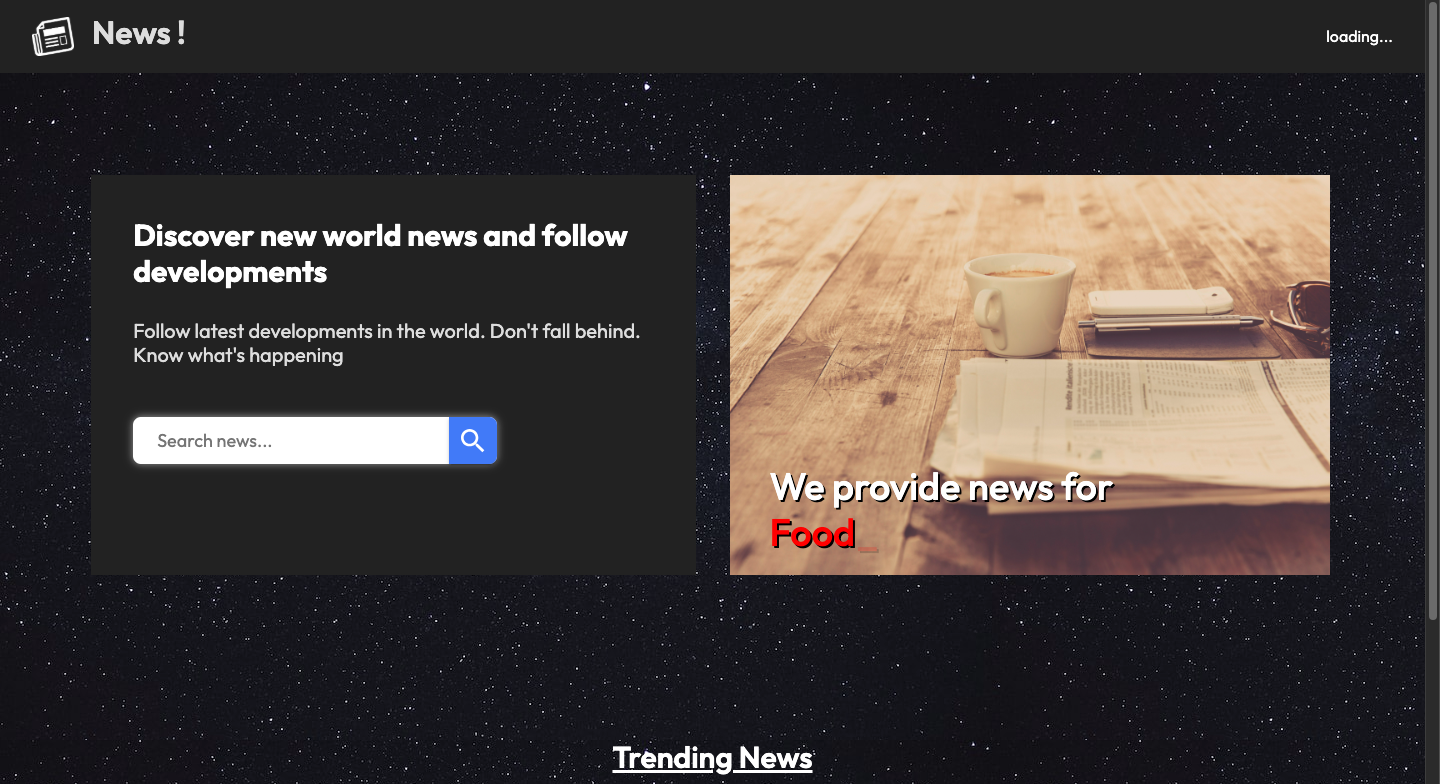 News !
loading...
Discover new world news and follow
developments
Follow latest developments in the world. Don't fall behind.
Know what's happening
Search news...
We provide news for
Food_
Trending News